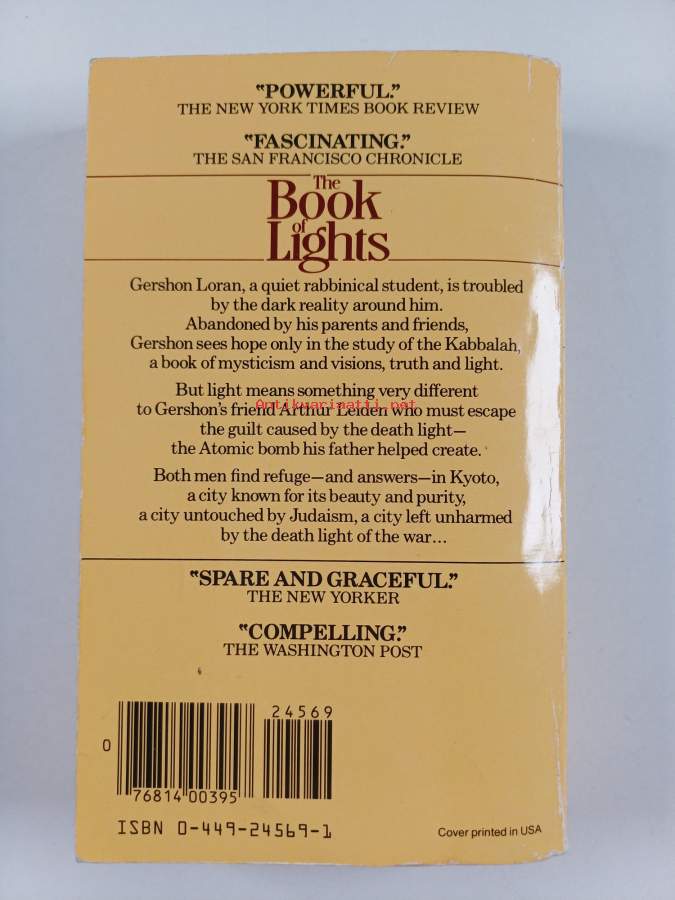 "POWERFUL."
THE NEW YORK TIMES BOOK REVIEW
"FASCINATING."
THE SAN FRANCISCO CHRONICLE
The
Book
of
Lights
Gershon Loran, a quiet rabbinical student, is troubled
by the dark reality around him.
Abandoned by his parents and friends,
Gershon sees hope only in the study of the Kabbalah,
a book of mysticism and visions, truth and light.
But light means something very different
to Gershon's friend Arthur Leiden who must escape
Antikvariaatti.net
the guilt caused by the death light—
the Atomic bomb his father helped create.
Both men find refuge—and answers—in Kyoto,
a city known for its beauty and purity,
a city untouched by Judaism, a city left unharmed
by the death light of the war...
"SPARE AND GRACEFUL."
THE NEW YORKER
"COMPELLING."
THE WASHINGTON POST
24569
0
76814 00395
ISBN 0-449-24569-1
Cover printed in USA